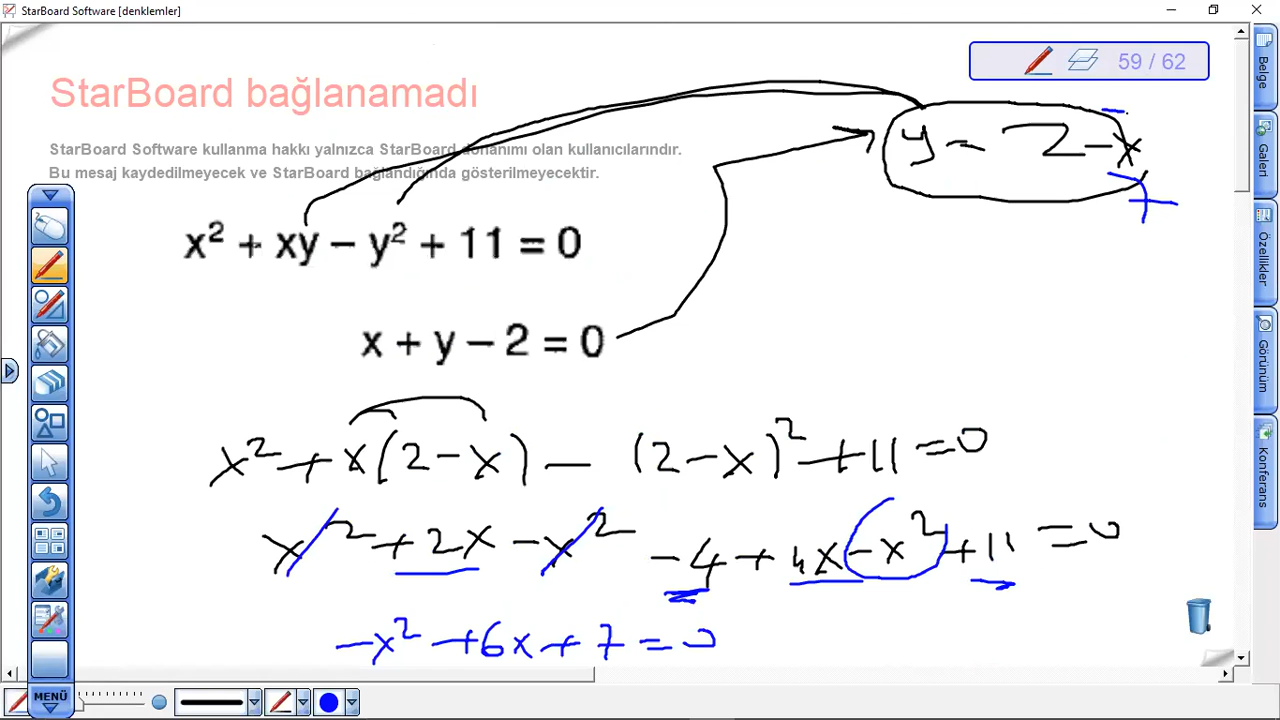 StarBoard Software [denklemler]
59 / 62
StarBoard bağlanamadı
StarBoard Software kullanma hakkı yalnızca StarBoard donanımı olan kullanıcılarındır.
Bu mesaj kaydedilmeyecek ve StarBoard bağlandığında gösterilmeyecektir.
y = 2 - x
- +
x² + xy − y² + 11 = 0
x + y − 2 = 0
x² + x(2 - x) - (2 - x)² + 11 = 0
x² + 2x - x² - 4 + 4x - x² + 11 = 0
-x² + 6x + 7 = 0
MENÜ
Belge
Galeri
Özellikler
Görünüm
Konferans